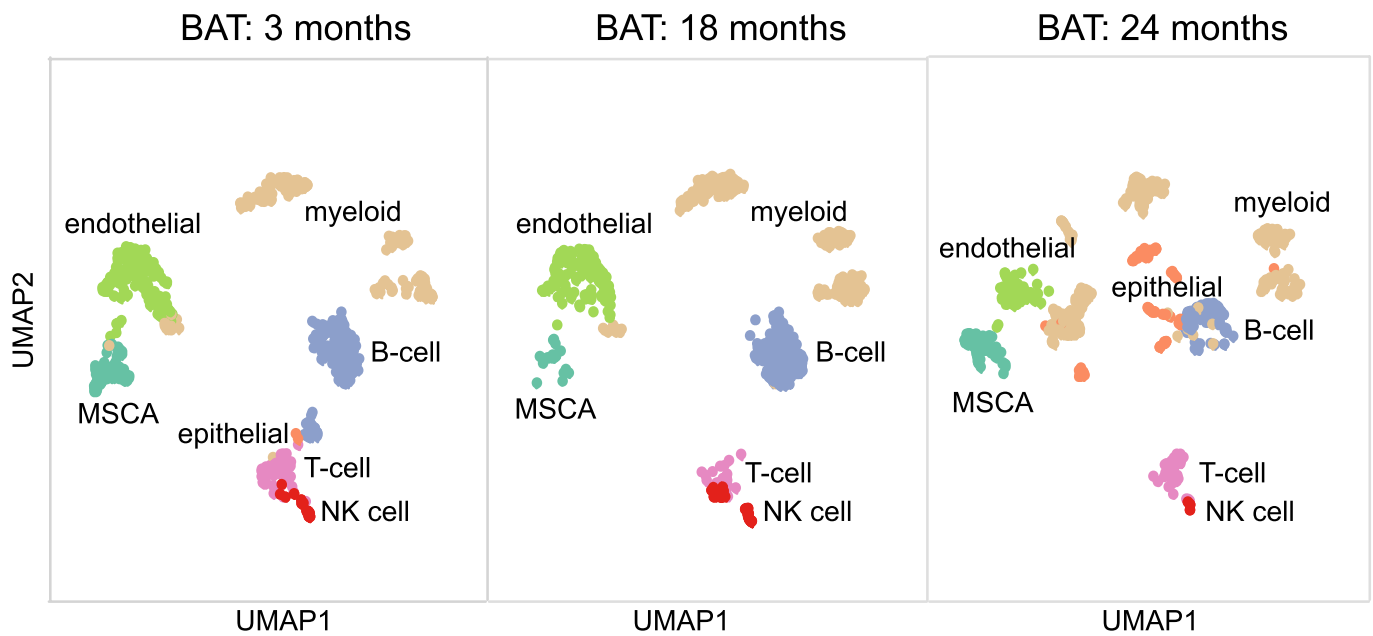 BAT: 3 months
BAT: 18 months
BAT: 24 months
UMAP2
endothelial
myeloid
B-cell
MSCA
epithelial
T-cell
NK cell
UMAP1
endothelial
myeloid
B-cell
MSCA
T-cell
NK cell
UMAP1
myeloid
endothelial
epithelial
B-cell
MSCA
T-cell
NK cell
UMAP1